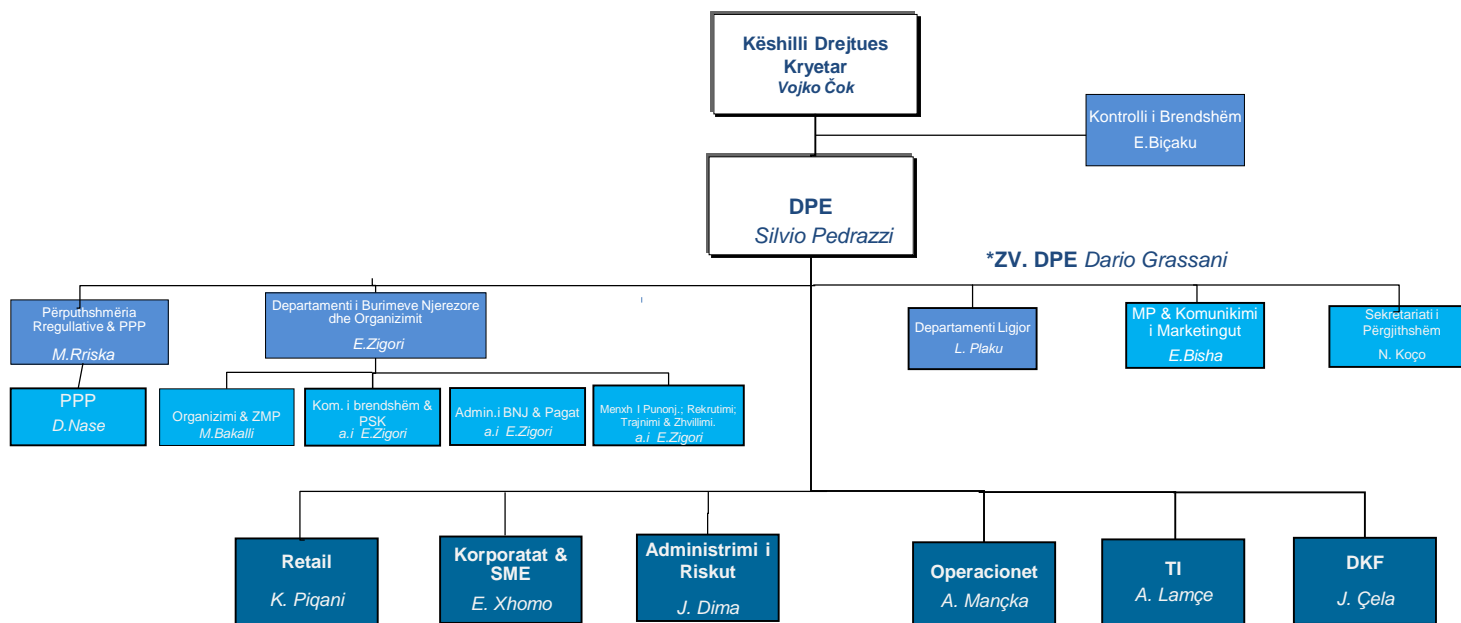 Këshilli Drejtues
Kryetar
Vojko Čok
Kontrolli i Brendshëm
E.Biçaku
DPE
Silvio Pedrazzi
*ZV. DPE Dario Grassani
Përputhshmëria
Rregullative & PPP
M.Rriska
Departamenti i Burimeve Njerezore
dhe Organizimit
E.Zigori
Departamenti Ligjor
L. Plaku
MP & Komunikimi
i Marketingut
E.Bisha
Sekretariati i
Përgjithshëm
N. Koço
PPP
D.Nase
Organizimi & ZMP
M.Bakalli
Kom. i brendshëm &
PSK
a.i E.Zigori
Admin.i BNJ & Pagat
a.i E.Zigori
Menxh I Punonj.; Rekrutimi;
Trajnimi & Zhvillimi.
a.i E.Zigori
Retail
K. Piqani
Korporatat &
SME
E. Xhomo
Administrimi i
Riskut
J. Dima
Operacionet
A. Mançka
TI
A. Lamçe
DKF
J. Çela